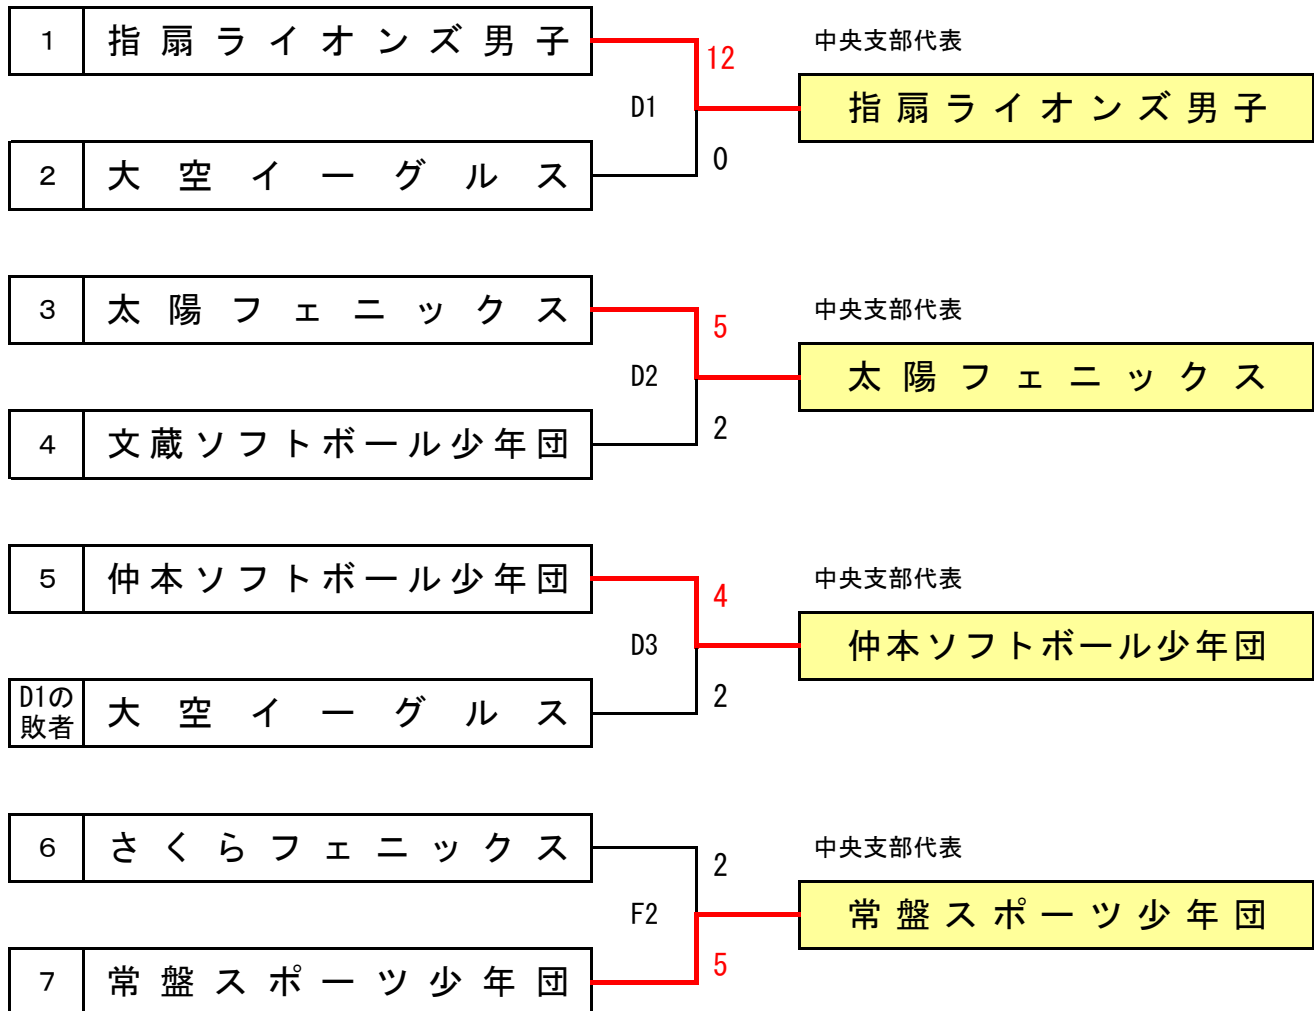 1 指扇ライオンズ男子
12
中央支部代表
D1
指扇ライオンズ男子
2 大空イーグルス
0
3 太陽フェニックス
5
中央支部代表
D2
太陽フェニックス
4 文蔵ソフトボール少年団
2
5 仲本ソフトボール少年団
4
中央支部代表
D3
仲本ソフトボール少年団
D1の
敗者
大空イーグルス
2
6 さくらフェニックス
2
中央支部代表
F2
常盤スポーツ少年団
7 常盤スポーツ少年団
5